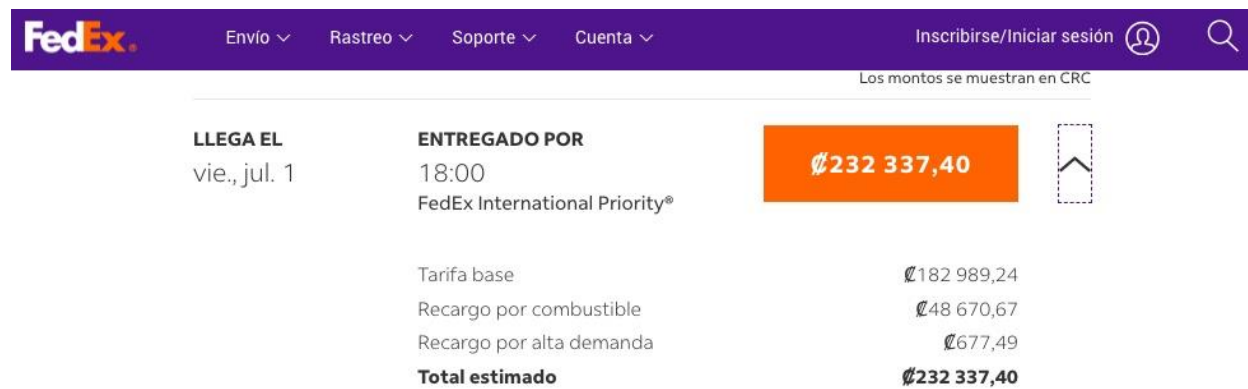 FedEx.
Envío Rastreo Soporte Cuenta Inscribirse/Iniciar sesión
Los montos se muestran en CRC
LLEGA EL ENTREGADO POR
vie., jul. 1 18:00 ₡232 337,40
FedEx International Priority®
Tarifa base ₡182 989,24
Recargo por combustible ₡48 670,67
Recargo por alta demanda ₡677,49
Total estimado ₡232 337,40